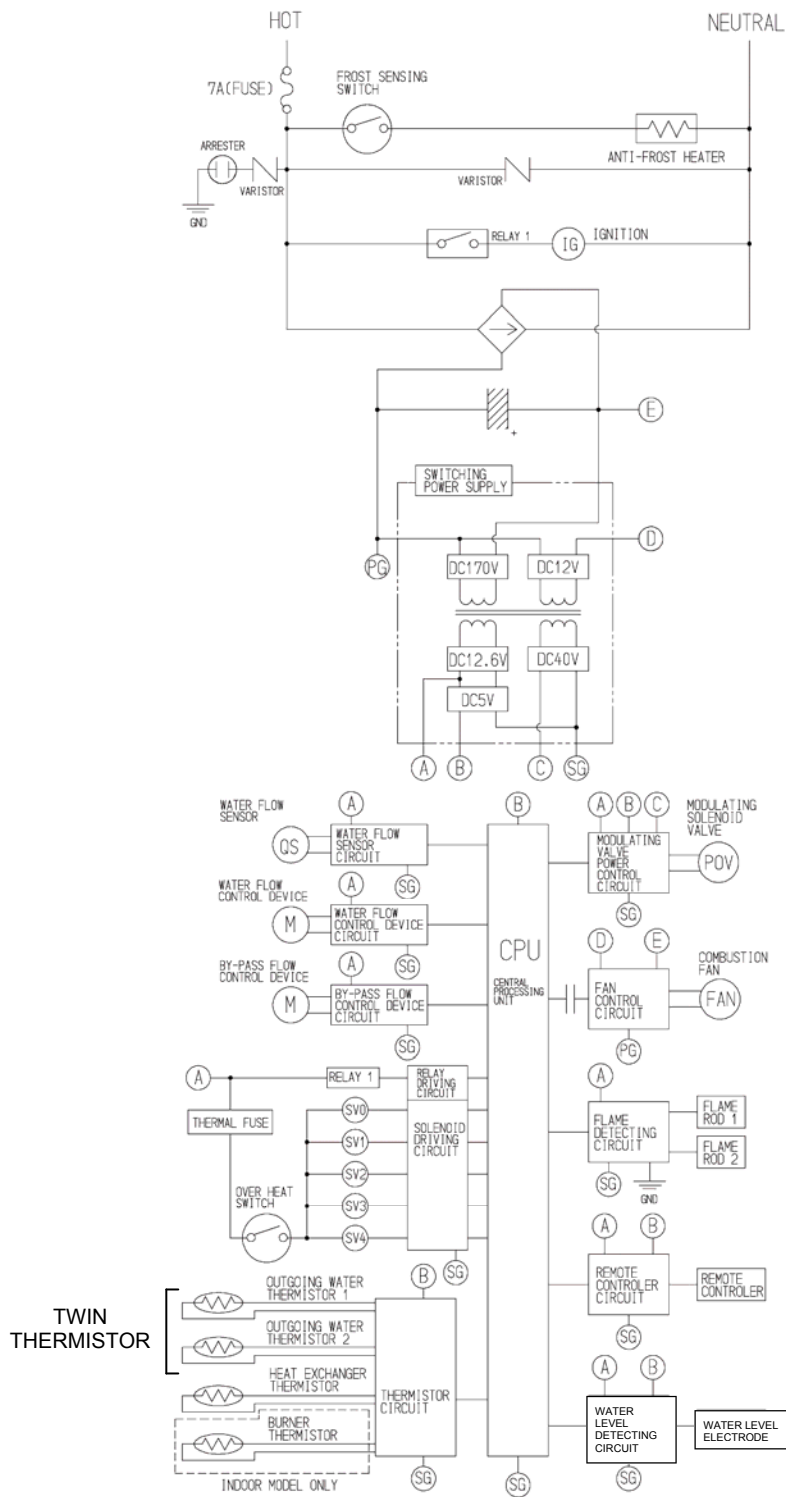 HOT
NEUTRAL
7A(FUSE)
FROST SENSING
SWITCH
ARRESTER
VARISTOR
GND
ANTI-FROST HEATER
VARISTOR
RELAY 1
IG
IGNITION
E
+
SWITCHING
POWER SUPPLY
D
PG
DC170V
DC12V
DC12.6V
DC40V
DC5V
A
B
C
SG
WATER FLOW
SENSOR
QS
A
WATER FLOW
SENSOR
CIRCUIT
SG
WATER FLOW
CONTROL DEVICE
M
A
WATER FLOW
CONTROL DEVICE
CIRCUIT
SG
BY-PASS FLOW
CONTROL DEVICE
M
A
BY-PASS FLOW
CONTROL DEVICE
CIRCUIT
SG
B
CPU
CENTRAL
PROCESSING
UNIT
SG
A
B
C
MODULATING
VALVE
POWER
CONTROL
CIRCUIT
SG
MODULATING
SOLENOID
VALVE
POV
D
E
FAN
CONTROL
CIRCUIT
PG
COMBUSTION
FAN
FAN
A
RELAY 1
RELAY
DRIVING
CIRCUIT
THERMAL FUSE
OVER HEAT
SWITCH
SV0
SV1
SV2
SV3
SV4
SOLENOID
DRIVING
CIRCUIT
SG
A
FLAME
DETECTING
CIRCUIT
SG
GND
FLAME
ROD 1
FLAME
ROD 2
A
B
REMOTE
CONTROLER
CIRCUIT
SG
REMOTE
CONTROLER
TWIN
THERMISTOR
OUTGOING WATER
THERMISTOR 1
OUTGOING WATER
THERMISTOR 2
HEAT EXCHANGER
THERMISTOR
BURNER
THERMISTOR
INDOOR MODEL ONLY
B
THERMISTOR
CIRCUIT
SG
A
B
WATER
LEVEL
DETECTING
CIRCUIT
SG
WATER LEVEL
ELECTRODE